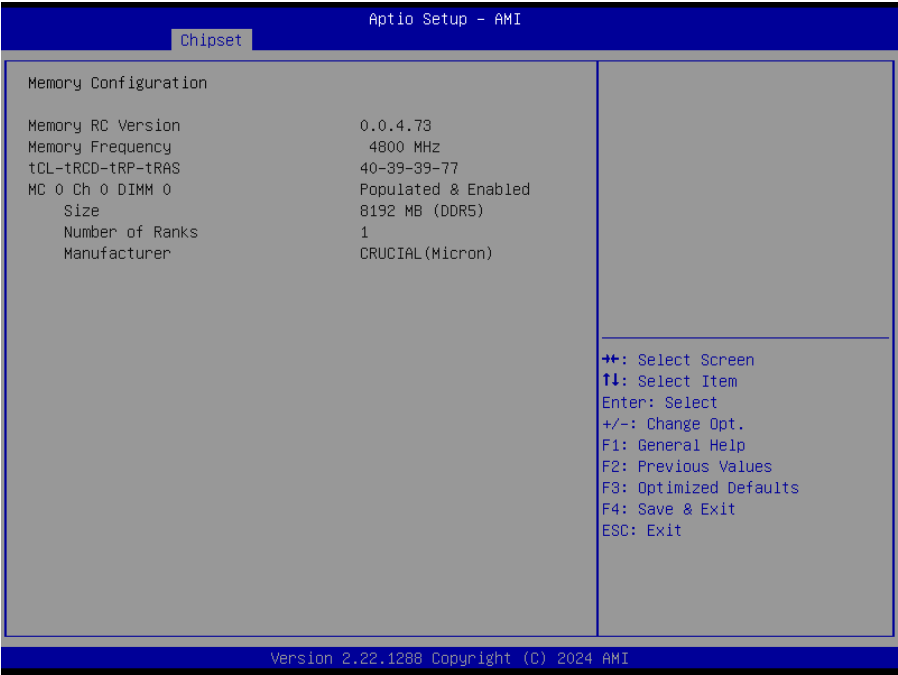 Aptio Setup - AMI
Chipset
Memory Configuration
Memory RC Version 0.0.4.73
Memory Frequency 4800 MHz
tCL-tRCD-tRP-tRAS 40-39-39-77
MC 0 Ch 0 DIMM 0 Populated & Enabled
Size 8192 MB (DDR5)
Number of Ranks 1
Manufacturer CRUCIAL(Micron)
→←: Select Screen
↑↓: Select Item
Enter: Select
+/-: Change Opt.
F1: General Help
F2: Previous Values
F3: Optimized Defaults
F4: Save & Exit
ESC: Exit
Version 2.22.1288 Copyright (C) 2024 AMI